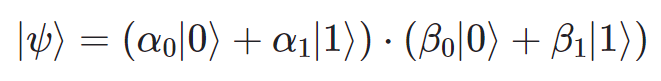 |ψ⟩ = (α₀|0⟩ + α₁|1⟩) · (β₀|0⟩ + β₁|1⟩)